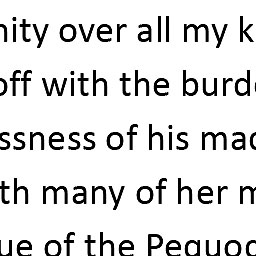 nity over all my k
off with the burde
ssness of his mad
th many of her m
ue of the Pequod